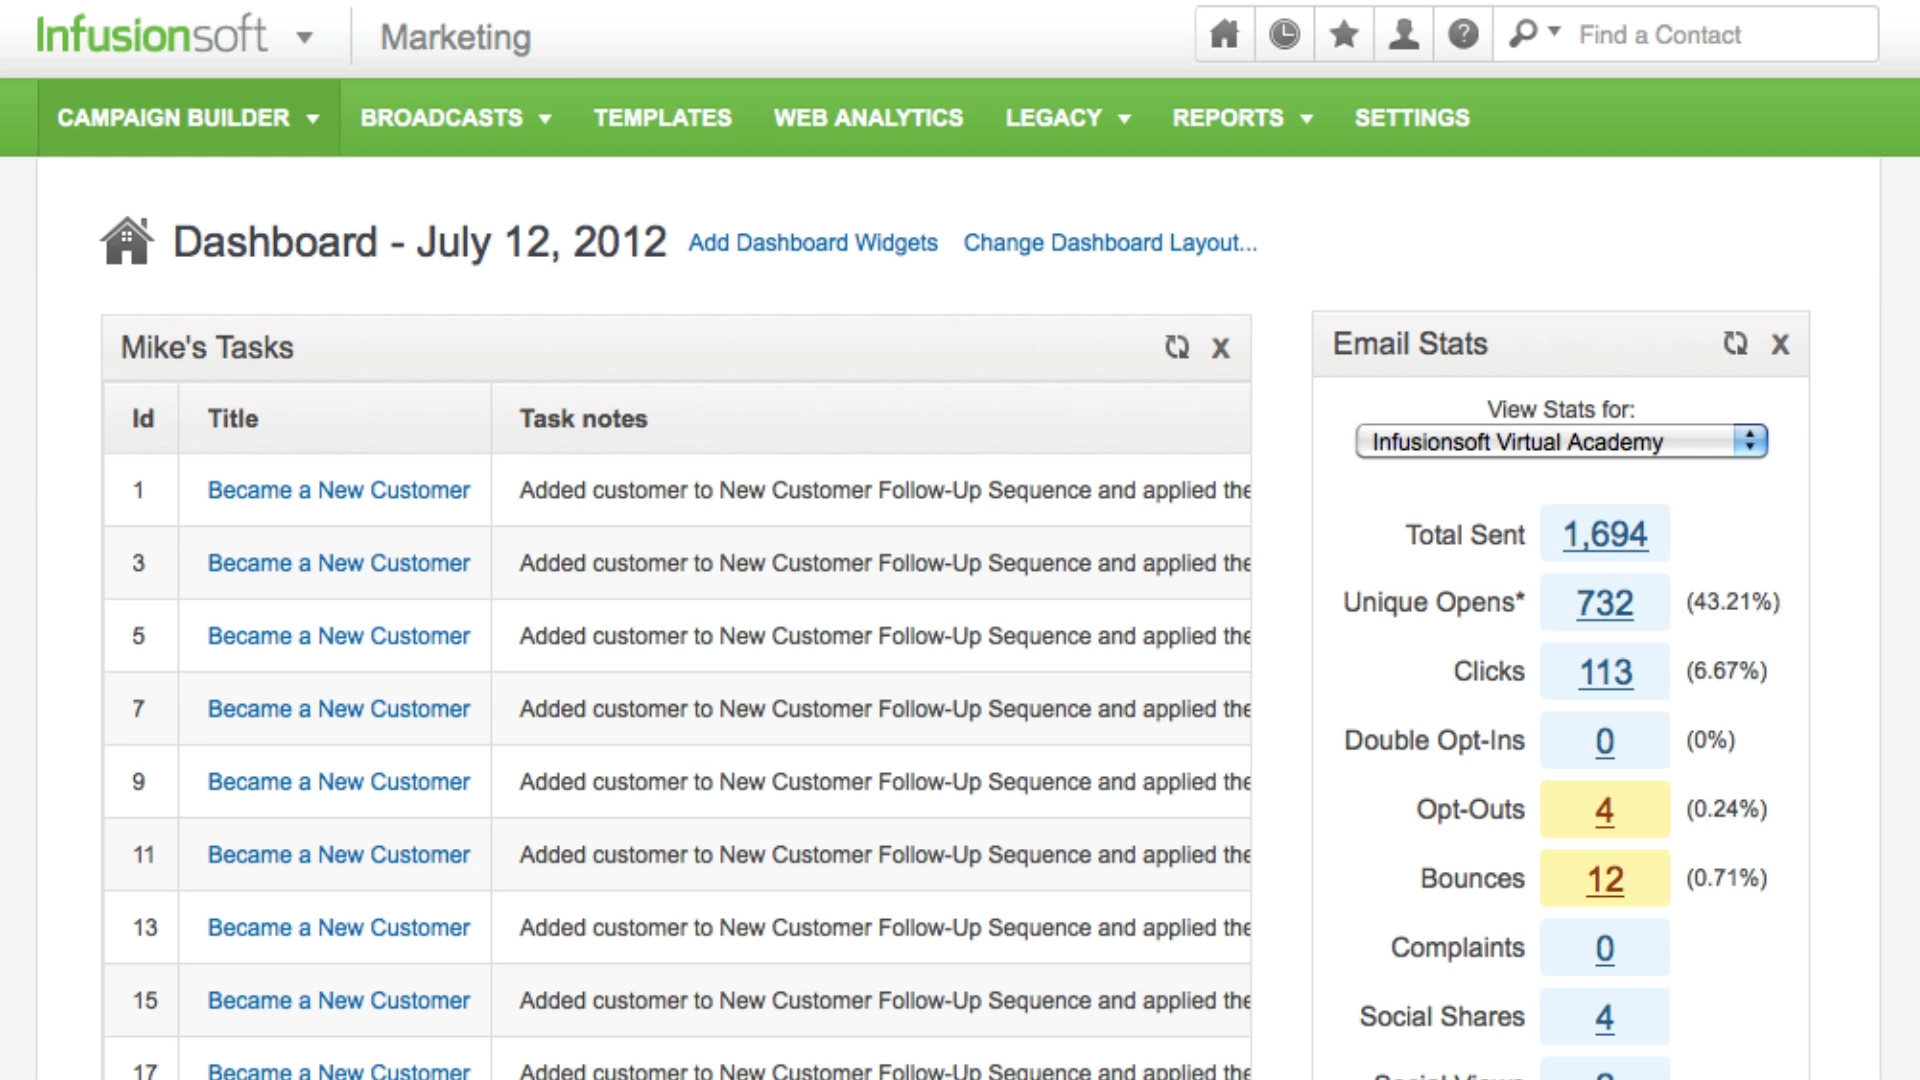 Infusionsoft Marketing Find a Contact
CAMPAIGN BUILDER BROADCASTS TEMPLATES WEB ANALYTICS LEGACY REPORTS SETTINGS
Dashboard - July 12, 2012 Add Dashboard Widgets Change Dashboard Layout...
Mike's Tasks X
Id Title Task notes
1 Became a New Customer Added customer to New Customer Follow-Up Sequence and applied the
3 Became a New Customer Added customer to New Customer Follow-Up Sequence and applied the
5 Became a New Customer Added customer to New Customer Follow-Up Sequence and applied the
7 Became a New Customer Added customer to New Customer Follow-Up Sequence and applied the
9 Became a New Customer Added customer to New Customer Follow-Up Sequence and applied the
11 Became a New Customer Added customer to New Customer Follow-Up Sequence and applied the
13 Became a New Customer Added customer to New Customer Follow-Up Sequence and applied the
15 Became a New Customer Added customer to New Customer Follow-Up Sequence and applied the
17 Became a New Customer Added customer to New Customer Follow-Up Sequence and applied the
Email Stats X
View Stats for:
Infusionsoft Virtual Academy
Total Sent 1,694
Unique Opens* 732 (43.21%)
Clicks 113 (6.67%)
Double Opt-Ins 0 (0%)
Opt-Outs 4 (0.24%)
Bounces 12 (0.71%)
Complaints 0
Social Shares 4
Social Views